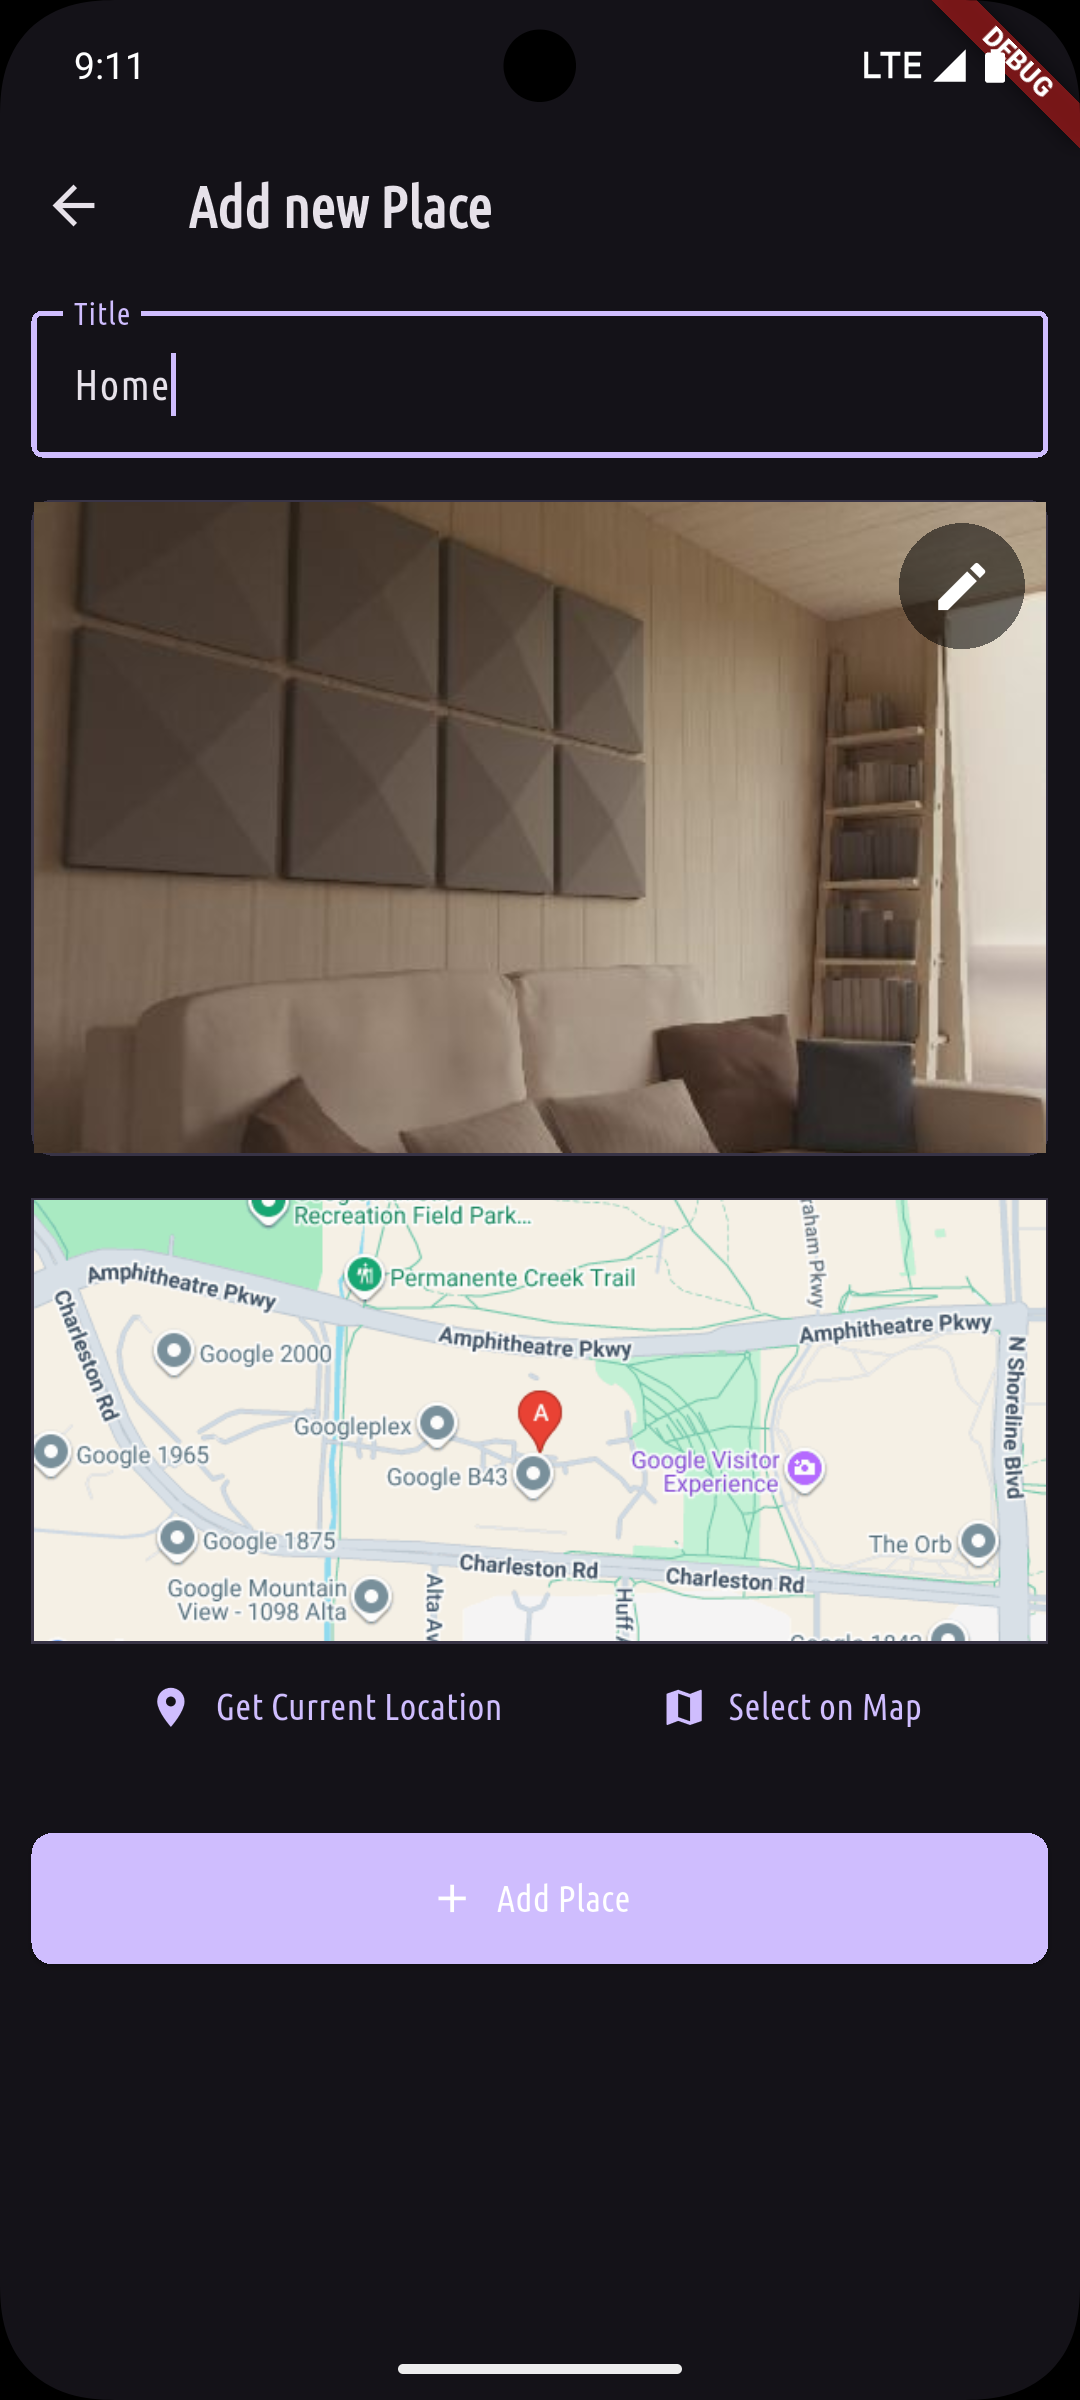 9:11
LTE
DEBUG
Add new Place
Title
Home
Recreation Field Park...
raham Pkwy
Permanente Creek Trail
Amphitheatre Pkwy
Amphitheatre Pkwy
Amphitheatre Pkwy
Charleston Rd
N Shoreline Blvd
Google 2000
A
Googleplex
Google 1965
Google B43
Google Visitor
Experience
Google 1875
The Orb
Charleston Rd
Charleston Rd
Google Mountain
View - 1098 Alta
Alta Av
Huff
Get Current Location
Select on Map
Add Place